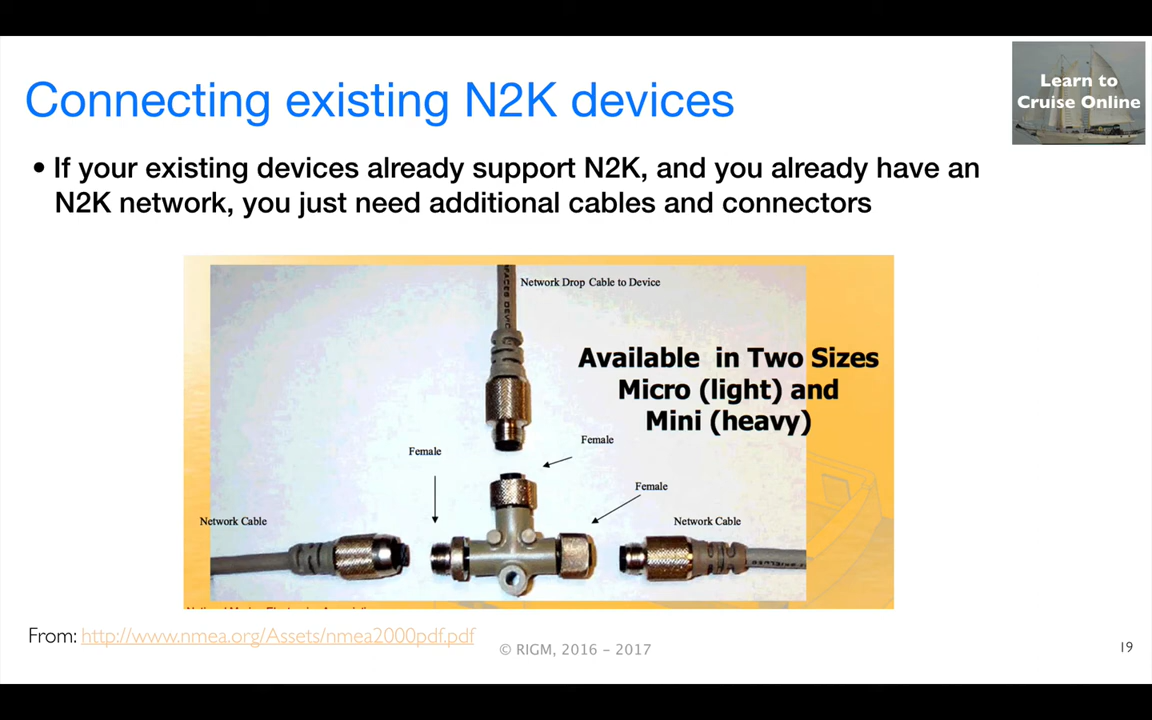 Learn to
Cruise Online
Connecting existing N2K devices
• If your existing devices already support N2K, and you already have an
N2K network, you just need additional cables and connectors
Network Drop Cable to Device
Available in Two Sizes
Micro (light) and
Mini (heavy)
Female
Female
Female
Network Cable
Network Cable
From: http://www.nmea.org/Assets/nmea2000pdf.pdf
© RIGM, 2016 - 2017
19